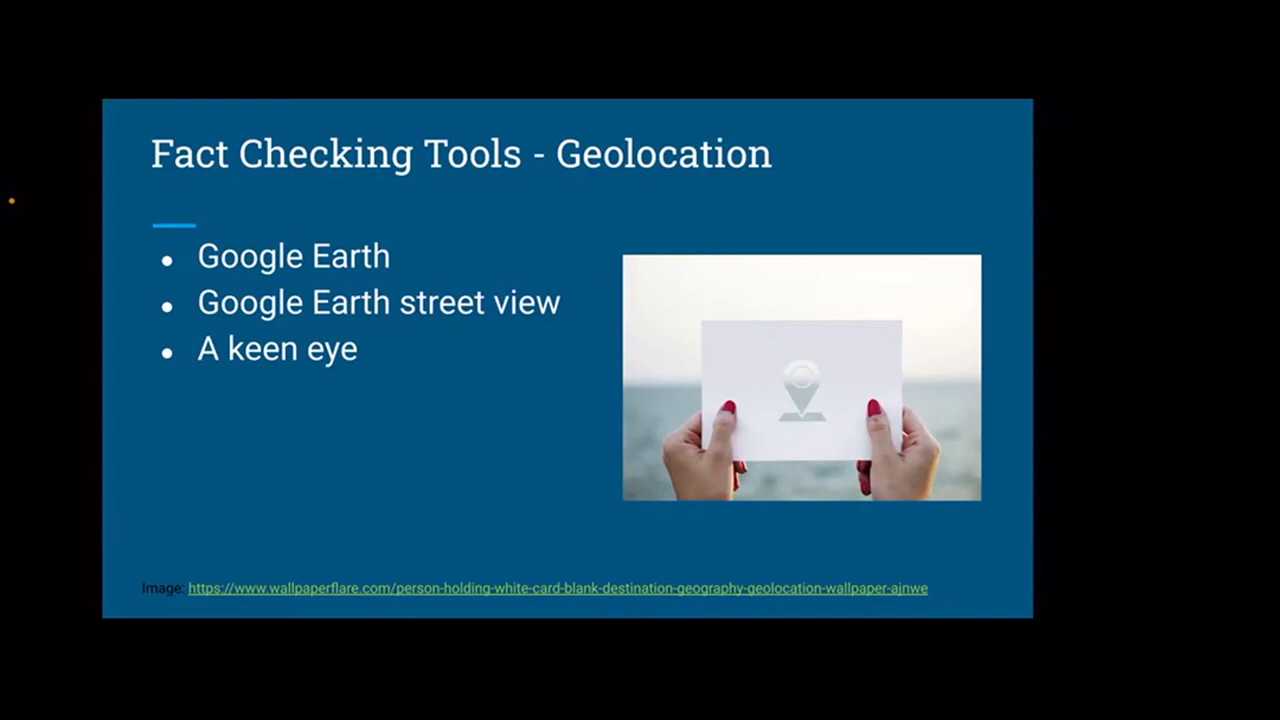 Fact Checking Tools - Geolocation
● Google Earth
● Google Earth street view
● A keen eye
Image: https://www.wallpaperflare.com/person-holding-white-card-blank-destination-geography-geolocation-wallpaper-ajnwe